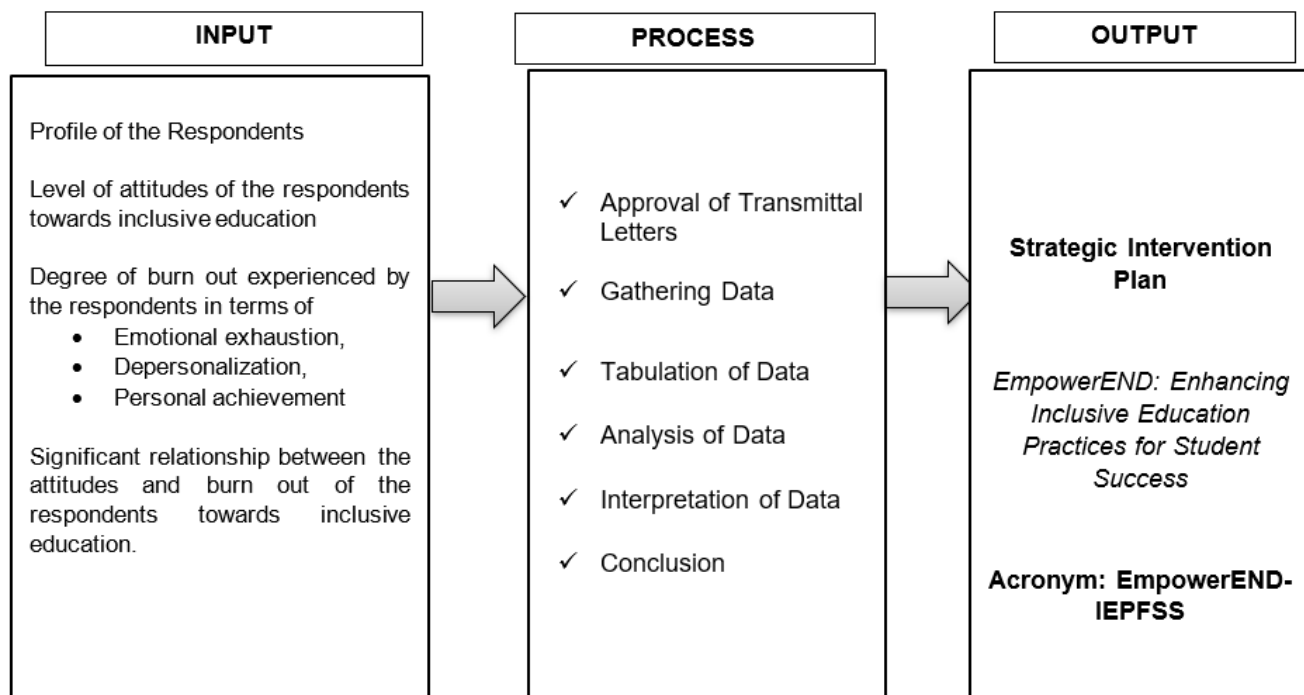 INPUT
Profile of the Respondents
Level of attitudes of the respondents
towards inclusive education
Degree of burn out experienced by
the respondents in terms of
• Emotional exhaustion,
• Depersonalization,
• Personal achievement
Significant relationship between the
attitudes and burn out of the
respondents towards inclusive
education.
PROCESS
✓ Approval of Transmittal
Letters
✓ Gathering Data
✓ Tabulation of Data
✓ Analysis of Data
✓ Interpretation of Data
✓ Conclusion
OUTPUT
Strategic Intervention
Plan
EmpowerEND: Enhancing
Inclusive Education
Practices for Student
Success
Acronym: EmpowerEND-
IEPFSS